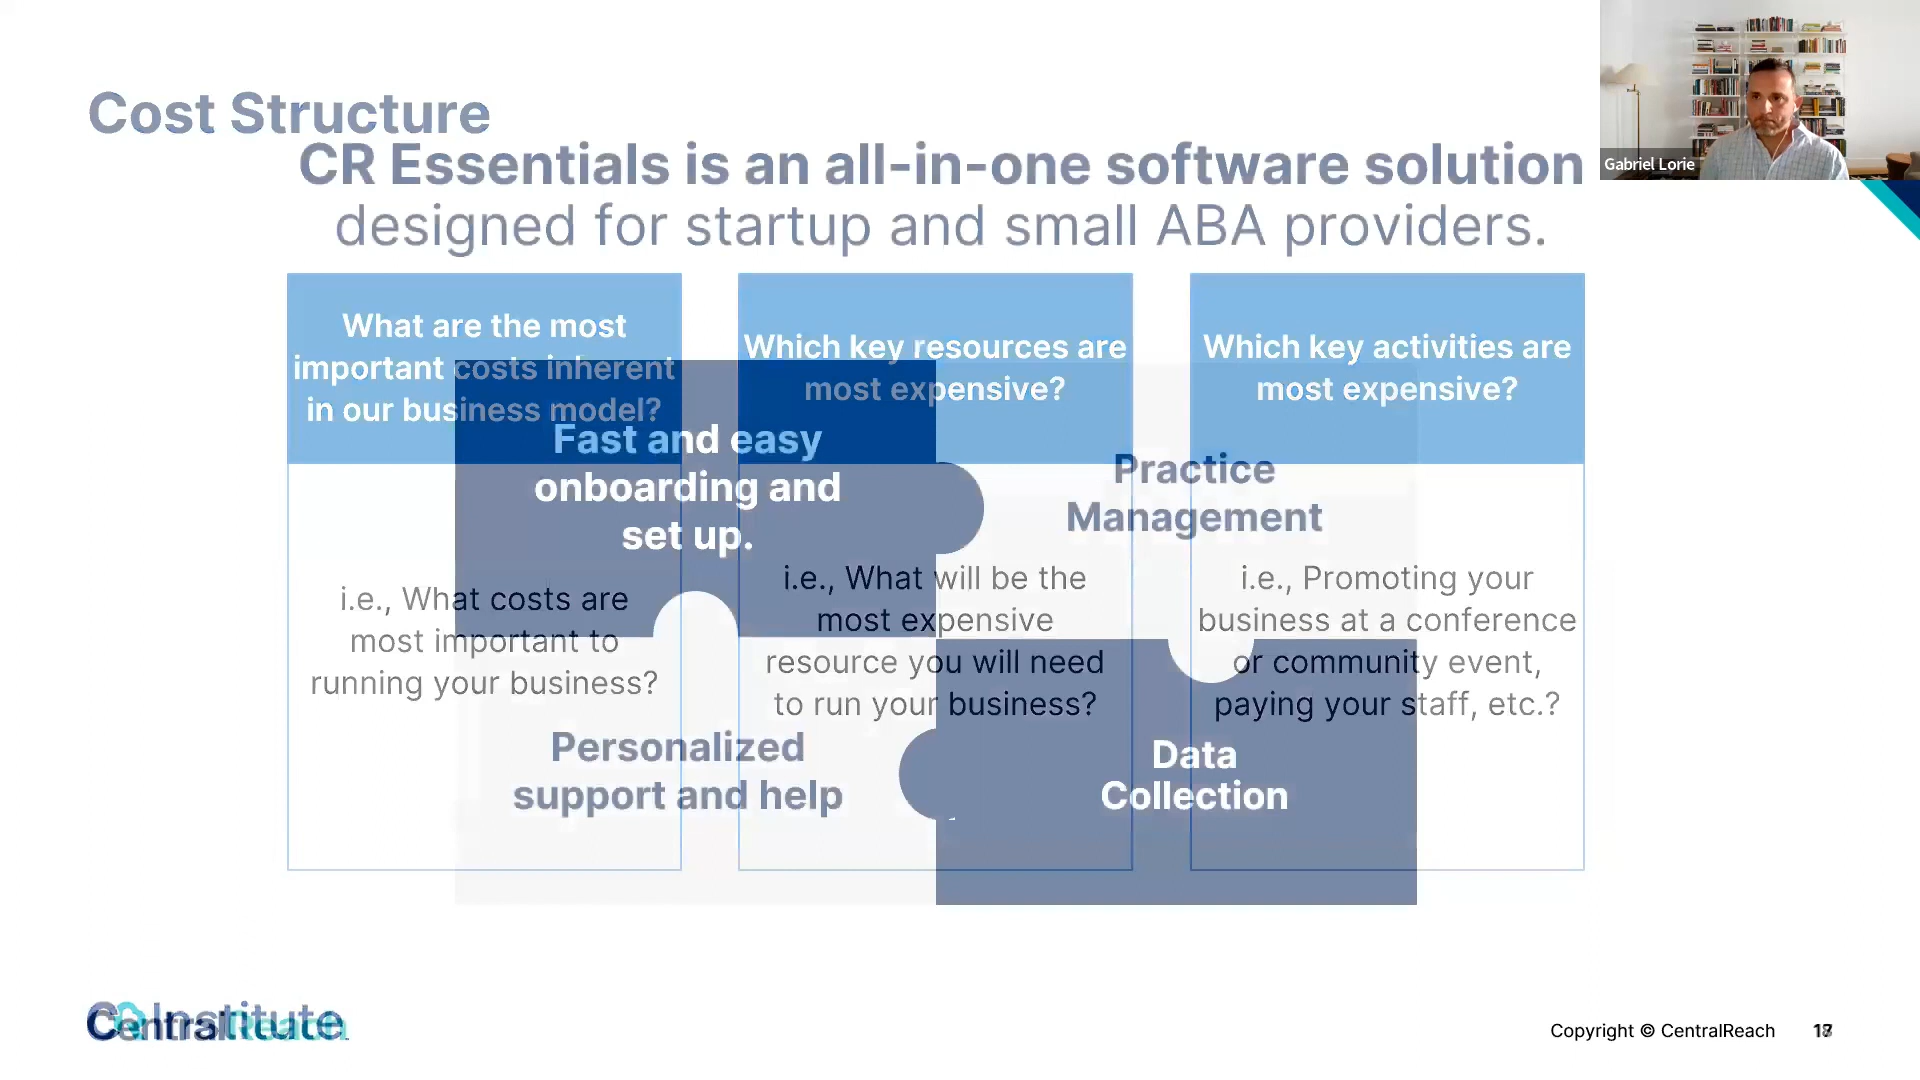 Cost Structure
CR Essentials is an all-in-one software solution
designed for startup and small ABA providers.
Gabriel Lorie
What are the most
important costs inherent
in our business model?
Which key resources are
most expensive?
Which key activities are
most expensive?
Fast and easy
onboarding and
set up.
Practice
Management
i.e., What costs are
most important to
running your business?
i.e., What will be the
most expensive
resource you will need
to run your business?
i.e., Promoting your
business at a conference
or community event,
paying your staff, etc.?
Personalized
support and help
Data
Collection
CentralReach
Institute
Copyright © CentralReach